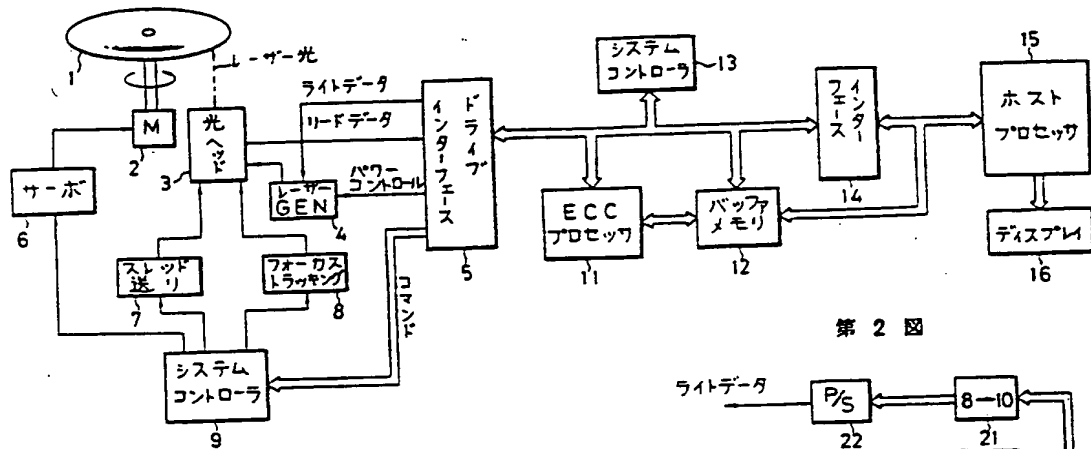 レーザー光
1
M
2
光ヘッド
3
レーザー
GEN
4
ライトデータ
リードデータ
パワー
コントロール
ドライブ
インターフェース
5
サーボ
6
スレッド
送り
7
フォーカス
トラッキング
8
システム
コントローラ
9
コマンド
システム
コントローラ
13
ECC
プロセッサ
11
バッファ
メモリ
12
インター
フェース
14
15
ホスト
プロセッサ
ディスプレイ
16
第2図
ライトデータ
P/S
22
8→10
21